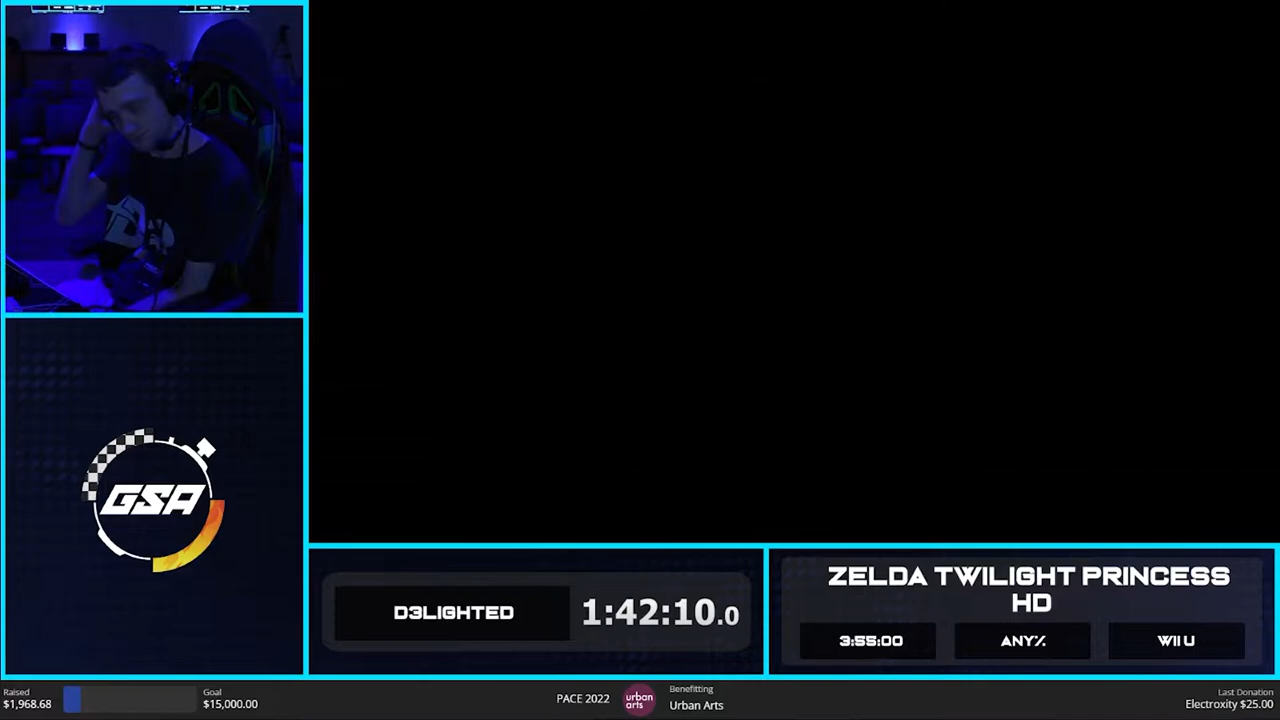 GSA
D3LIGHTED
1:42:10.0
ZELDA TWILIGHT PRINCESS
HD
3:55:00
ANY%
WII U
Raised
$1,968.68
Goal
$15,000.00
PACE 2022
urban
arts
Benefitting
Urban Arts
Last Donation
Electroxity $25.00